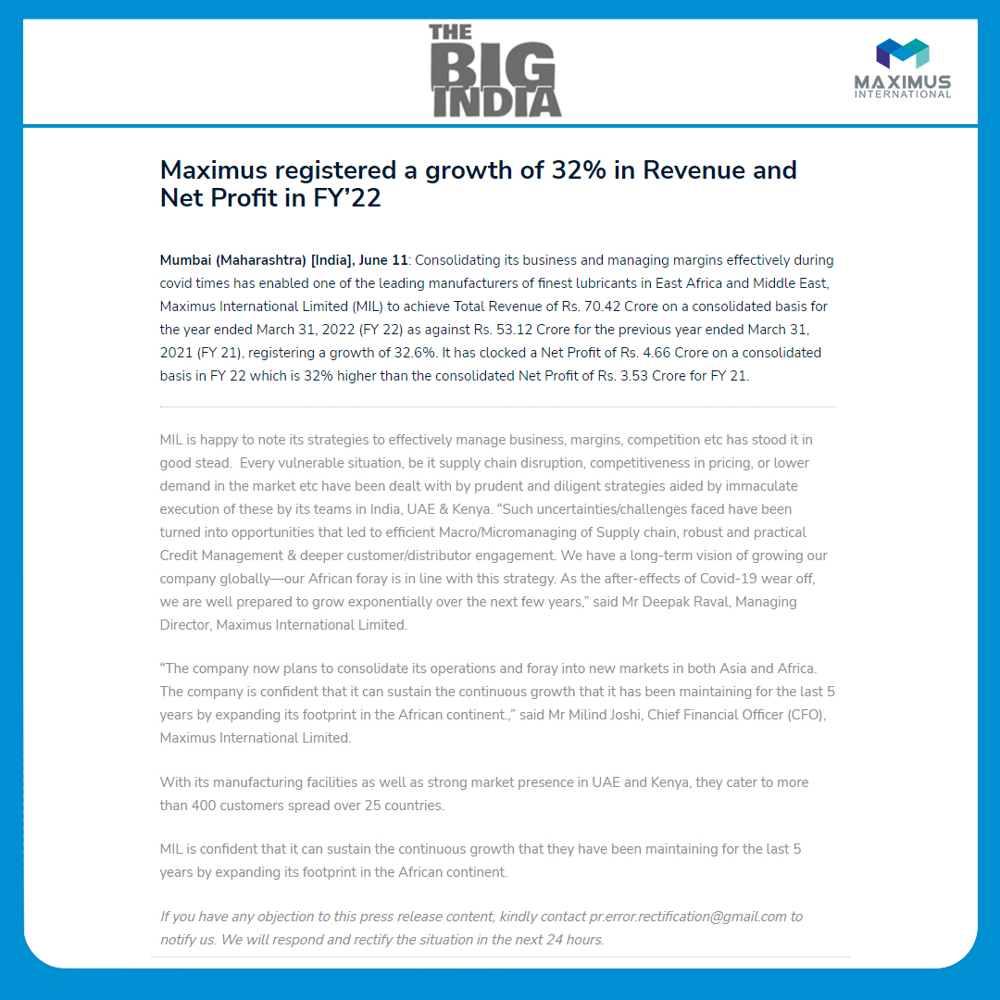 THE
BIG
INDIA
MAXIMUS
INTERNATIONAL
Maximus registered a growth of 32% in Revenue and
Net Profit in FY’22
Mumbai (Maharashtra) [India], June 11: Consolidating its business and managing margins effectively during
covid times has enabled one of the leading manufacturers of finest lubricants in East Africa and Middle East,
Maximus International Limited (MIL) to achieve Total Revenue of Rs. 70.42 Crore on a consolidated basis for
the year ended March 31, 2022 (FY 22) as against Rs. 53.12 Crore for the previous year ended March 31,
2021 (FY 21), registering a growth of 32.6%. It has clocked a Net Profit of Rs. 4.66 Crore on a consolidated
basis in FY 22 which is 32% higher than the consolidated Net Profit of Rs. 3.53 Crore for FY 21.
MIL is happy to note its strategies to effectively manage business, margins, competition etc has stood it in
good stead.  Every vulnerable situation, be it supply chain disruption, competitiveness in pricing, or lower
demand in the market etc have been dealt with by prudent and diligent strategies aided by immaculate
execution of these by its teams in India, UAE & Kenya. “Such uncertainties/challenges faced have been
turned into opportunities that led to efficient Macro/Micromanaging of Supply chain, robust and practical
Credit Management & deeper customer/distributor engagement. We have a long-term vision of growing our
company globally—our African foray is in line with this strategy. As the after-effects of Covid-19 wear off,
we are well prepared to grow exponentially over the next few years,” said Mr Deepak Raval, Managing
Director, Maximus International Limited.
“The company now plans to consolidate its operations and foray into new markets in both Asia and Africa.
The company is confident that it can sustain the continuous growth that it has been maintaining for the last 5
years by expanding its footprint in the African continent.,” said Mr Milind Joshi, Chief Financial Officer (CFO),
Maximus International Limited.
With its manufacturing facilities as well as strong market presence in UAE and Kenya, they cater to more
than 400 customers spread over 25 countries.
MIL is confident that it can sustain the continuous growth that they have been maintaining for the last 5
years by expanding its footprint in the African continent.
If you have any objection to this press release content, kindly contact pr.error.rectification@gmail.com to
notify us. We will respond and rectify the situation in the next 24 hours.